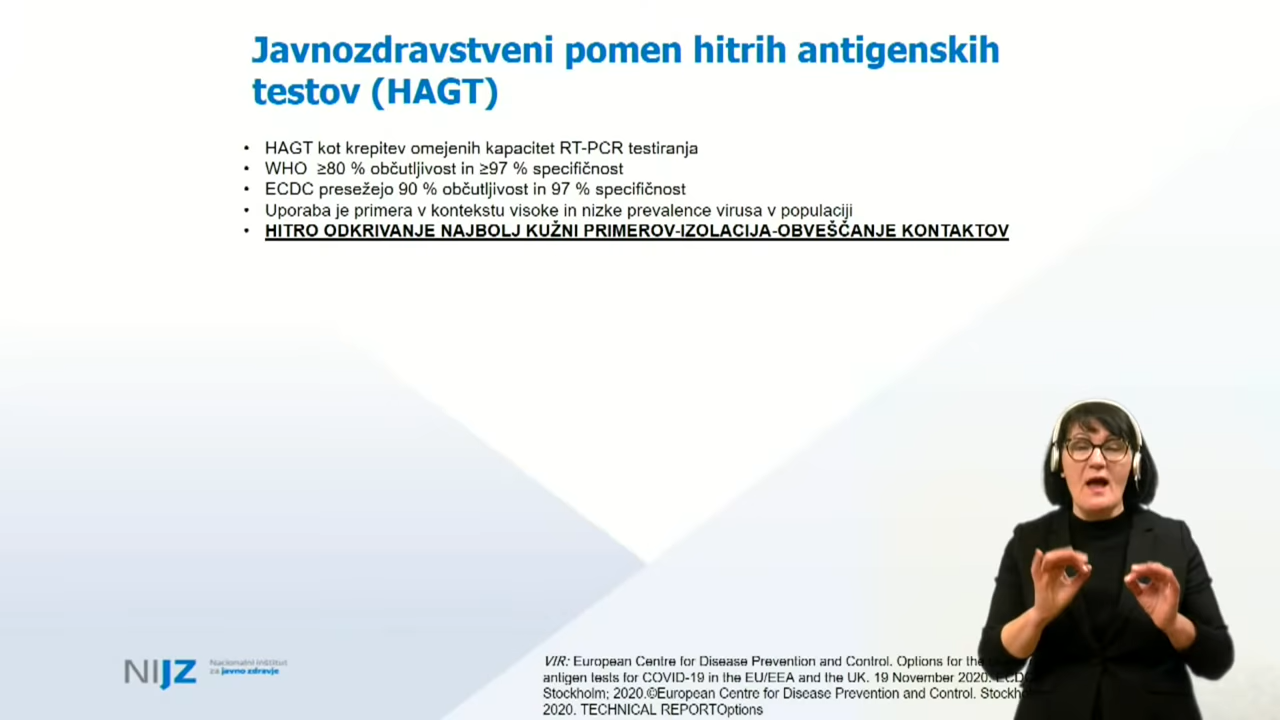 Javnozdravstveni pomen hitrih antigenskih
testov (HAGT)
• HAGT kot krepitev omejenih kapacitet RT-PCR testiranja
• WHO ≥80 % občutljivost in ≥97 % specifičnost
• ECDC presežejo 90 % občutljivost in 97 % specifičnost
• Uporaba je primera v kontekstu visoke in nizke prevalence virusa v populaciji
• HITRO ODKRIVANJE NAJBOLJ KUŽNI PRIMEROV-IZOLACIJA-OBVEŠČANJE KONTAKTOV
NIJZ
Nacionalni inštitut
za javno zdravje
VIR: European Centre for Disease Prevention and Control. Options for the
antigen tests for COVID-19 in the EU/EEA and the UK. 19 November 2020. ECDC
Stockholm; 2020.©European Centre for Disease Prevention and Control.
2020. TECHNICAL REPORTOptions